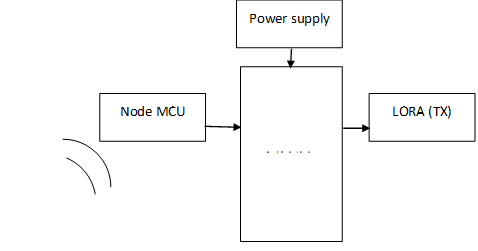 Power supply
Node MCU
LORA (TX)